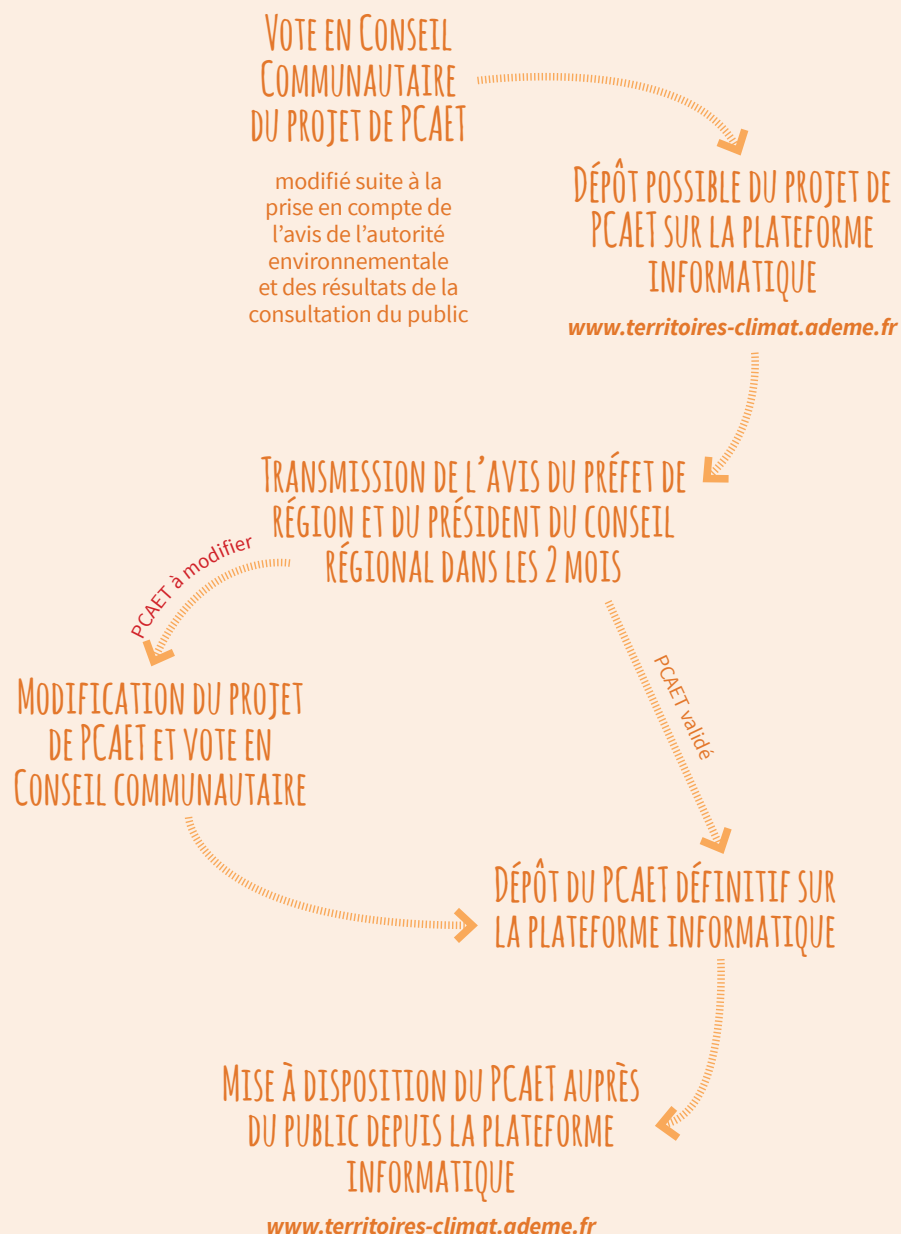 Vote en Conseil
Communautaire
du projet de PCAET
modifié suite à la
prise en compte de
l’avis de l’autorité
environnementale
et des résultats de la
consultation du public
Dépôt possible du projet de
PCAET sur la plateforme
informatique
www.territoires-climat.ademe.fr
Transmission de l’avis du préfet de
région et du président du conseil
régional dans les 2 mois
PCAET à modifier
PCAET validé
Modification du projet
de PCAET et vote en
Conseil communautaire
Dépôt du PCAET définitif sur
la plateforme informatique
Mise à disposition du PCAET auprès
du public depuis la plateforme
informatique
www.territoires-climat.ademe.fr